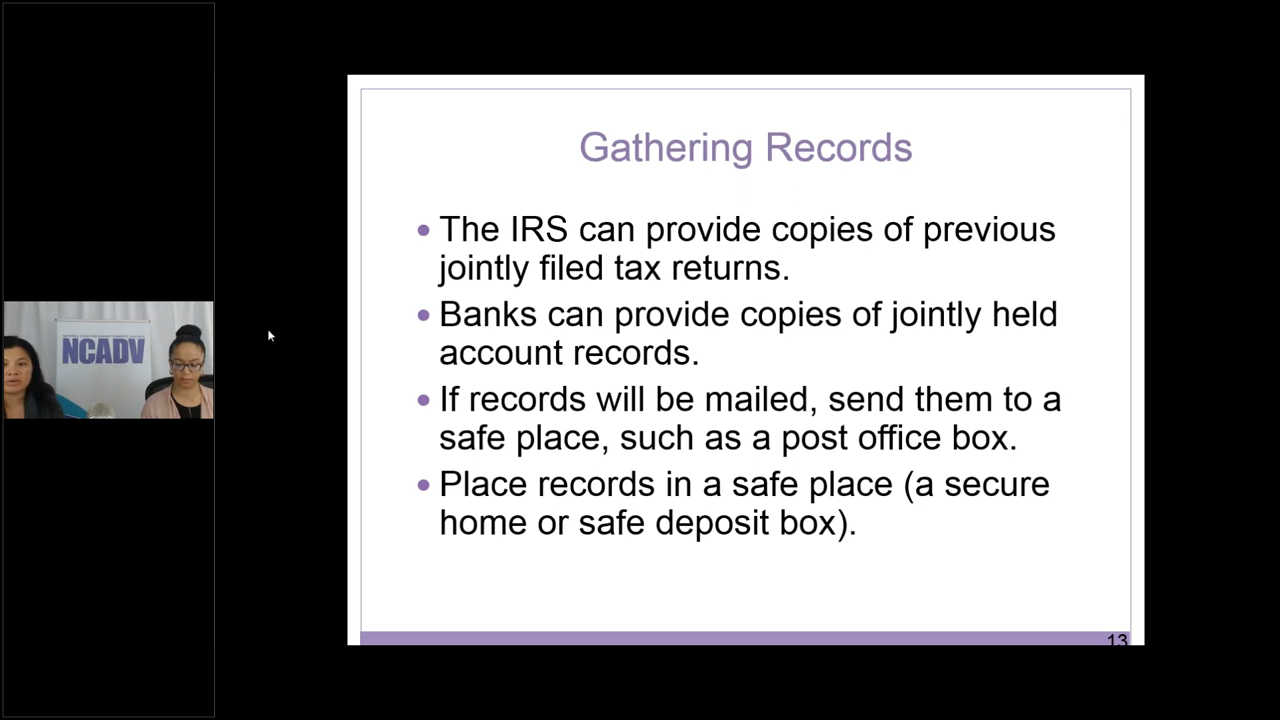 Gathering Records
• The IRS can provide copies of previous
jointly filed tax returns.
• Banks can provide copies of jointly held
account records.
• If records will be mailed, send them to a
safe place, such as a post office box.
• Place records in a safe place (a secure
home or safe deposit box).
13
NCADV